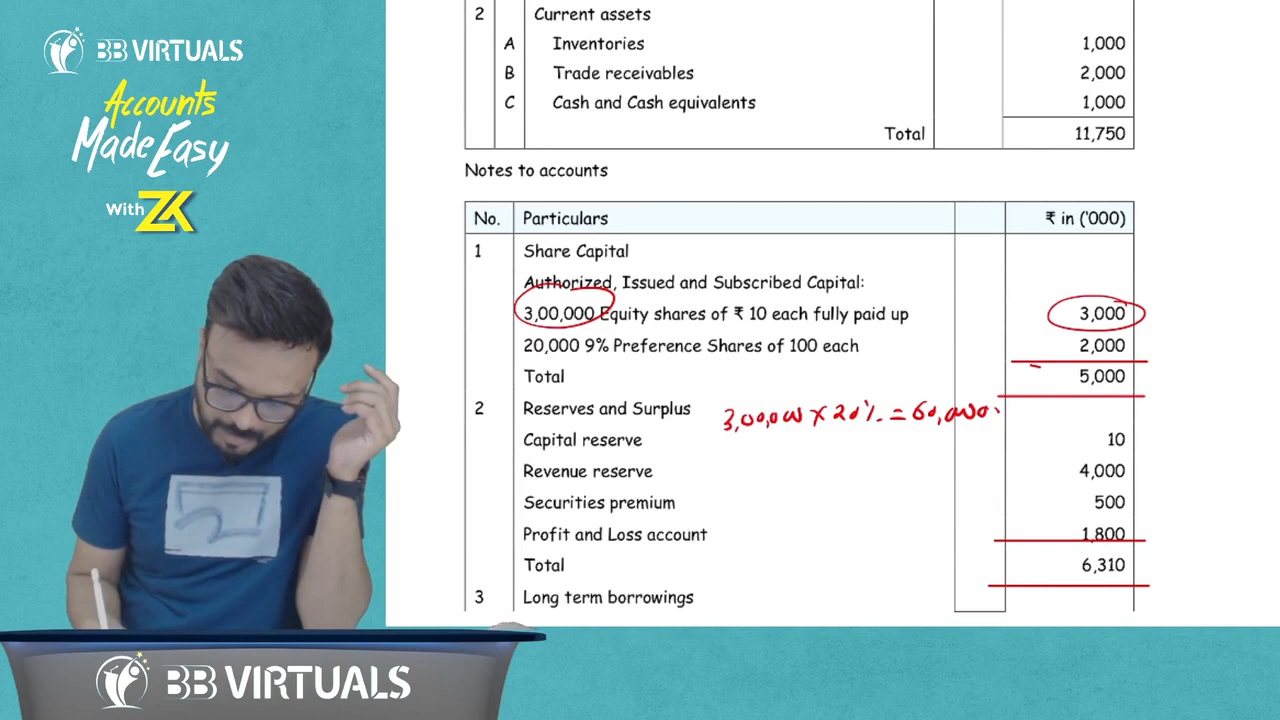 BB VIRTUALS
Accounts
Made Easy
With ZK
2 Current assets
A Inventories 1,000
B Trade receivables 2,000
C Cash and Cash equivalents 1,000
Total 11,750
Notes to accounts
No. Particulars ₹ in ('000)
1 Share Capital
Authorized, Issued and Subscribed Capital:
3,00,000 Equity shares of ₹ 10 each fully paid up 3,000
20,000 9% Preference Shares of 100 each 2,000
Total 5,000
2 Reserves and Surplus
3,00,000 x 20% = 60,000.
Capital reserve 10
Revenue reserve 4,000
Securities premium 500
Profit and Loss account 1,800
Total 6,310
3 Long term borrowings
BB VIRTUALS